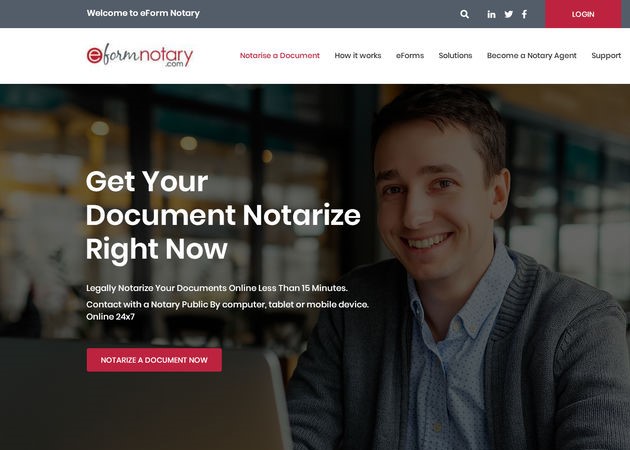 Welcome to eForm Notary
LOGIN
eformnotary
.com
Notarise a Document
How it works
eForms
Solutions
Become a Notary Agent
Support
Get Your
Document Notarize
Right Now
Legally Notarize Your Documents Online Less Than 15 Minutes.
Contact with a Notary Public By computer, tablet or mobile device.
Online 24x7
NOTARIZE A DOCUMENT NOW